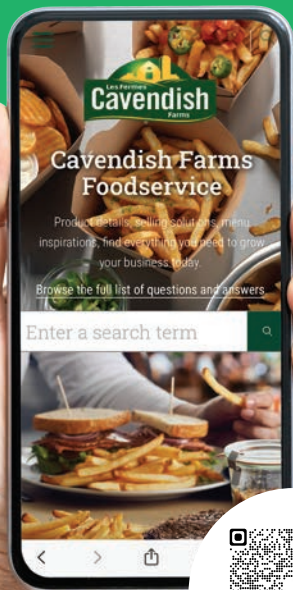 Les Fermes
Cavendish
Farms
Cavendish Farms
Foodservice
Product details, selling solutions, menu
inspirations, find everything you need to grow
your business today.
Browse the full list of questions and answers
Enter a search term